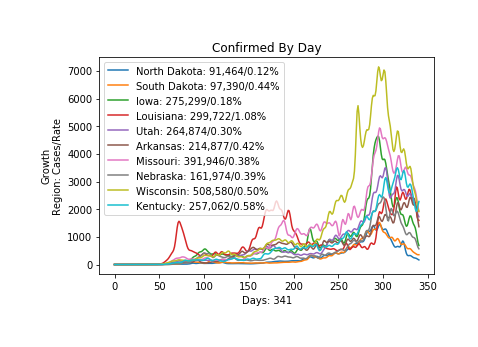 Confirmed By Day
Growth
Region: Cases/Rate
7000
6000
5000
4000
3000
2000
1000
0
North Dakota: 91,464/0.12%
South Dakota: 97,390/0.44%
Iowa: 275,299/0.18%
Louisiana: 299,722/1.08%
Utah: 264,874/0.30%
Arkansas: 214,877/0.42%
Missouri: 391,946/0.38%
Nebraska: 161,974/0.39%
Wisconsin: 508,580/0.50%
Kentucky: 257,062/0.58%
0 50 100 150 200 250 300 350
Days: 341